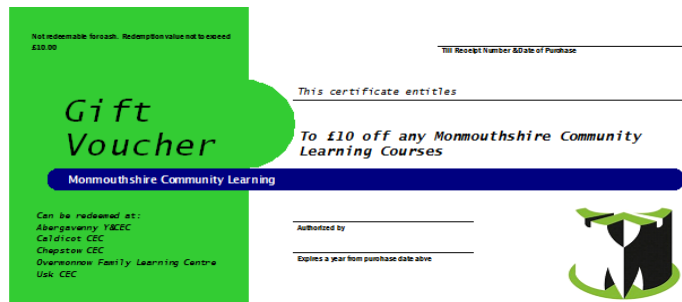 Not redeemable for cash. Redemption value not to exceed
£10.00
Till Receipt Number &Date of Purchase
This certificate entitles
Gift
Voucher
To £10 off any Monmouthshire Community
Learning Courses
Monmouthshire Community Learning
Can be redeemed at:
Abergavenny Y&CEC
Caldicot CEC
Chepstow CEC
Overmonnow Family Learning Centre
Usk CEC
Authorized by
Expires a year from purchase date abve